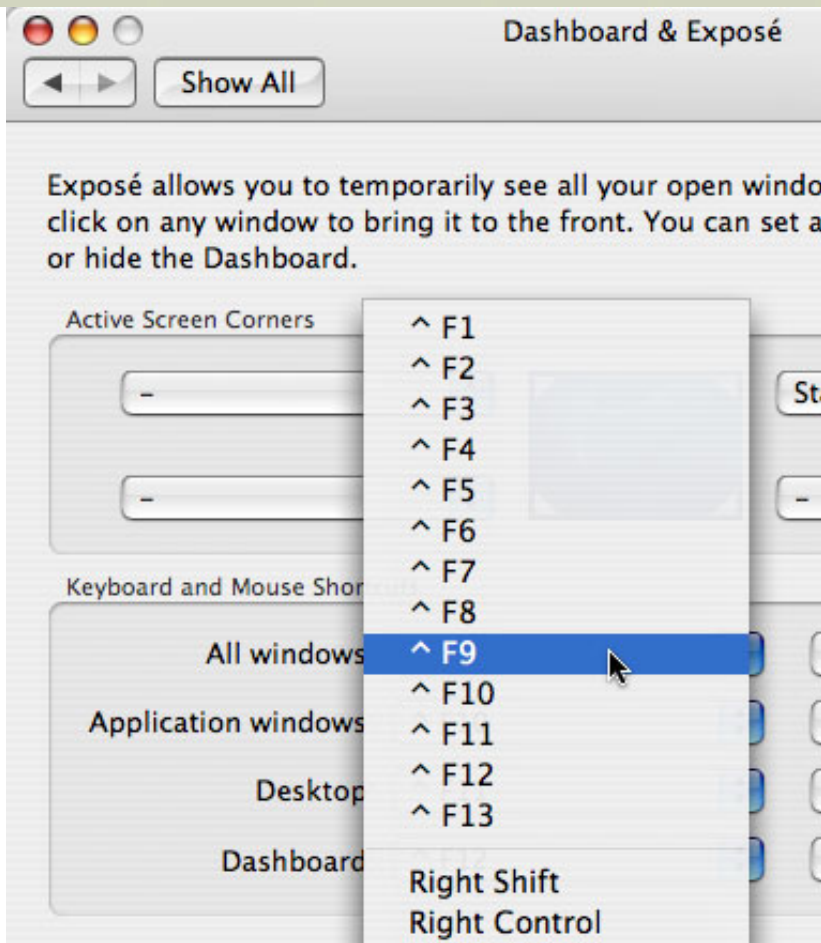 Dashboard & Exposé
Show All
Exposé allows you to temporarily see all your open windo
click on any window to bring it to the front. You can set a
or hide the Dashboard.
Active Screen Corners
–
Sta
–
–
Keyboard and Mouse Shor
All windows
Application windows
Desktop
Dashboard
^ F1
^ F2
^ F3
^ F4
^ F5
^ F6
^ F7
^ F8
^ F9
^ F10
^ F11
^ F12
^ F13
Right Shift
Right Control